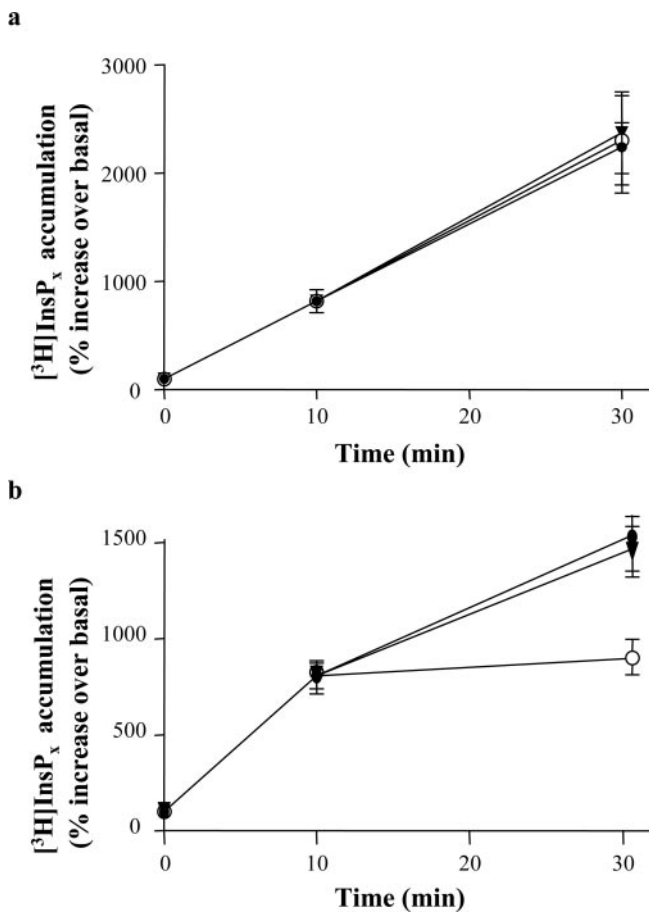 a
3000
2000
1000
0
[³H]InsPₓ accumulation
(% increase over basal)
0 10 20 30
Time (min)
b
1500
1000
500
0
[³H]InsPₓ accumulation
(% increase over basal)
0 10 20 30
Time (min)